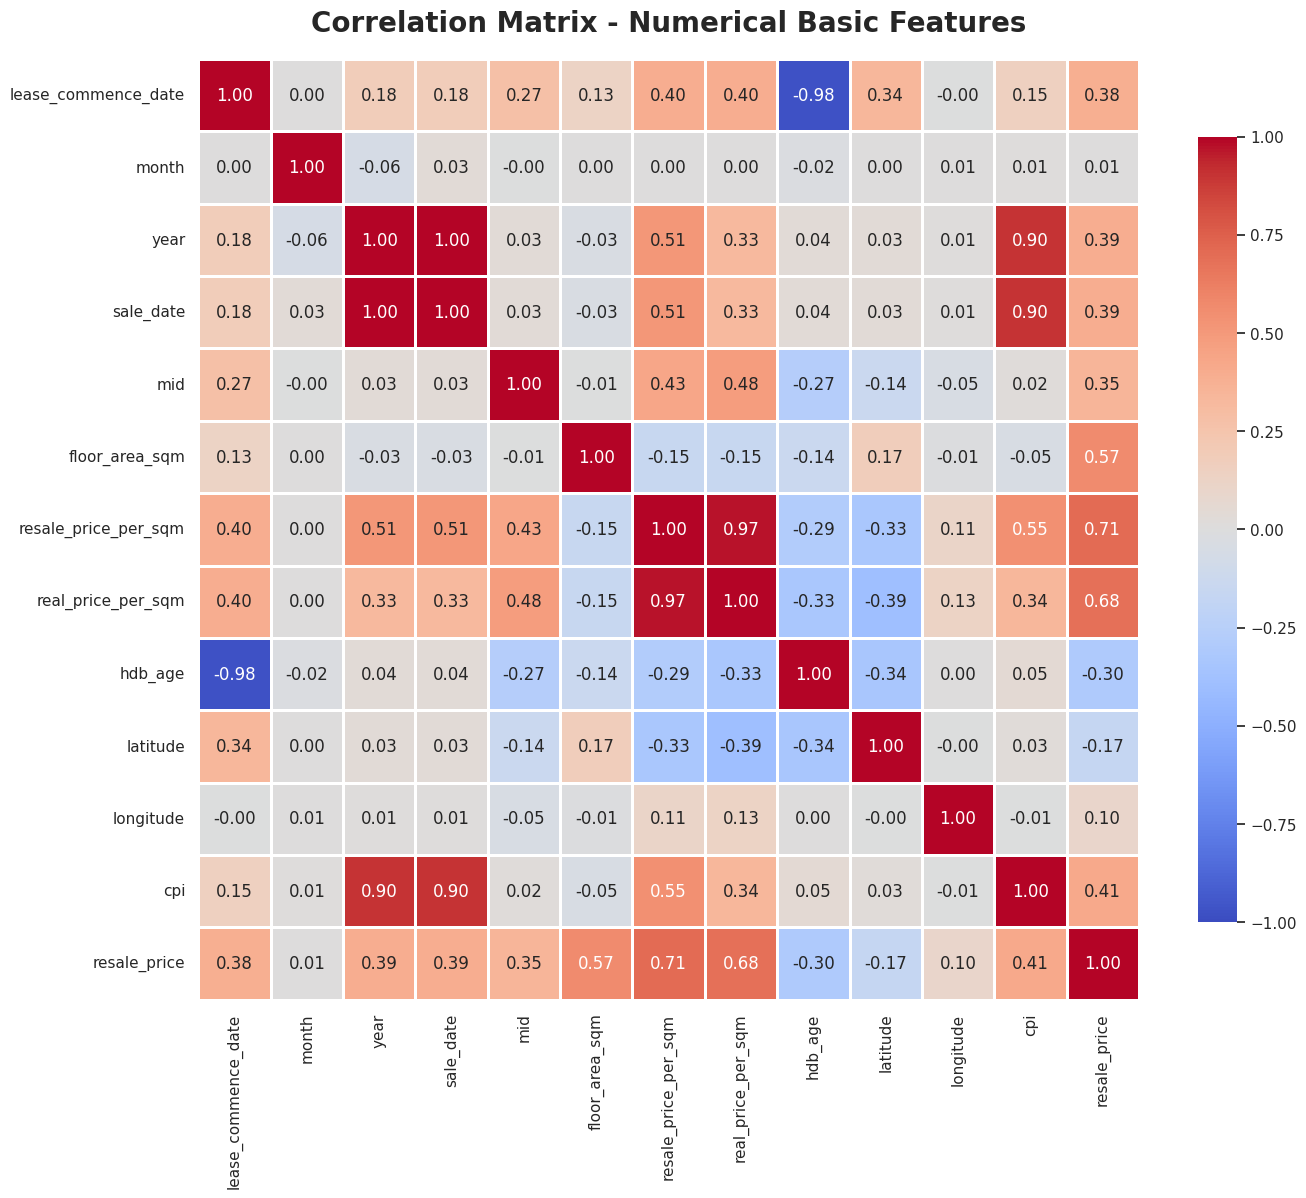 Correlation Matrix - Numerical Basic Features
lease_commence_date 1.00 0.00 0.18 0.18 0.27 0.13 0.40 0.40 -0.98 0.34 -0.00 0.15 0.38
month 0.00 1.00 -0.06 0.03 -0.00 0.00 0.00 0.00 -0.02 0.00 0.01 0.01 0.01
year 0.18 -0.06 1.00 1.00 0.03 -0.03 0.51 0.33 0.04 0.03 0.01 0.90 0.39
sale_date 0.18 0.03 1.00 1.00 0.03 -0.03 0.51 0.33 0.04 0.03 0.01 0.90 0.39
mid 0.27 -0.00 0.03 0.03 1.00 -0.01 0.43 0.48 -0.27 -0.14 -0.05 0.02 0.35
floor_area_sqm 0.13 0.00 -0.03 -0.03 -0.01 1.00 -0.15 -0.15 -0.14 0.17 -0.01 -0.05 0.57
resale_price_per_sqm 0.40 0.00 0.51 0.51 0.43 -0.15 1.00 0.97 -0.29 -0.33 0.11 0.55 0.71
real_price_per_sqm 0.40 0.00 0.33 0.33 0.48 -0.15 0.97 1.00 -0.33 -0.39 0.13 0.34 0.68
hdb_age -0.98 -0.02 0.04 0.04 -0.27 -0.14 -0.29 -0.33 1.00 -0.34 0.00 0.05 -0.30
latitude 0.34 0.00 0.03 0.03 -0.14 0.17 -0.33 -0.39 -0.34 1.00 -0.00 0.03 -0.17
longitude -0.00 0.01 0.01 0.01 -0.05 -0.01 0.11 0.13 0.00 -0.00 1.00 -0.01 0.10
cpi 0.15 0.01 0.90 0.90 0.02 -0.05 0.55 0.34 0.05 0.03 -0.01 1.00 0.41
resale_price 0.38 0.01 0.39 0.39 0.35 0.57 0.71 0.68 -0.30 -0.17 0.10 0.41 1.00
lease_commence_date
month
year
sale_date
mid
floor_area_sqm
resale_price_per_sqm
real_price_per_sqm
hdb_age
latitude
longitude
cpi
resale_price
1.00
0.75
0.50
0.25
0.00
−0.25
−0.50
−0.75
−1.00